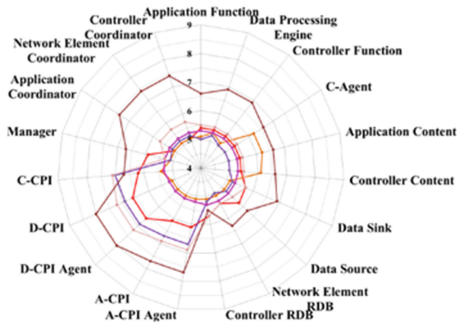 Application Function
Data Processing
Engine
Controller Function
C-Agent
Application Content
Controller Content
Data Sink
Data Source
Network Element
RDB
Controller RDB
A-CPI Agent
A-CPI
D-CPI Agent
D-CPI
C-CPI
Manager
Application
Coordinator
Network Element
Coordinator
Controller
Coordinator
9
8
7
6
5
4